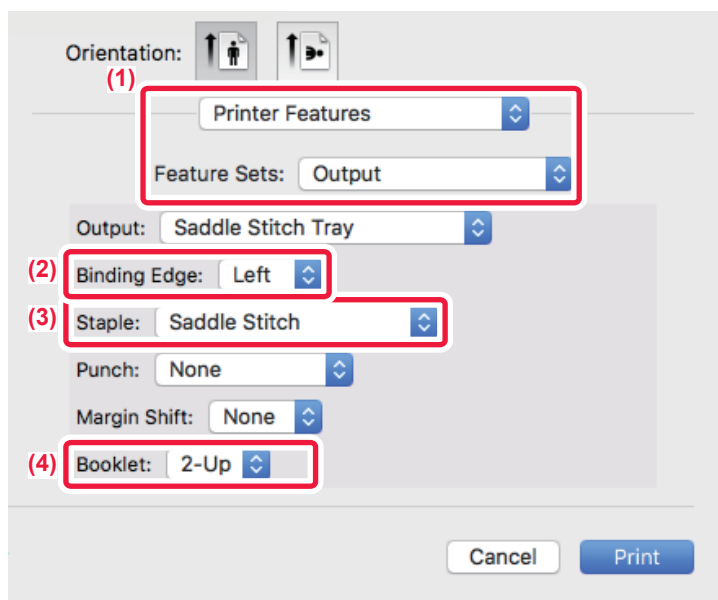 Orientation:
(1)
Printer Features
Feature Sets: Output
Output: Saddle Stitch Tray
(2) Binding Edge: Left
(3) Staple: Saddle Stitch
Punch: None
Margin Shift: None
(4) Booklet: 2-Up
Cancel Print